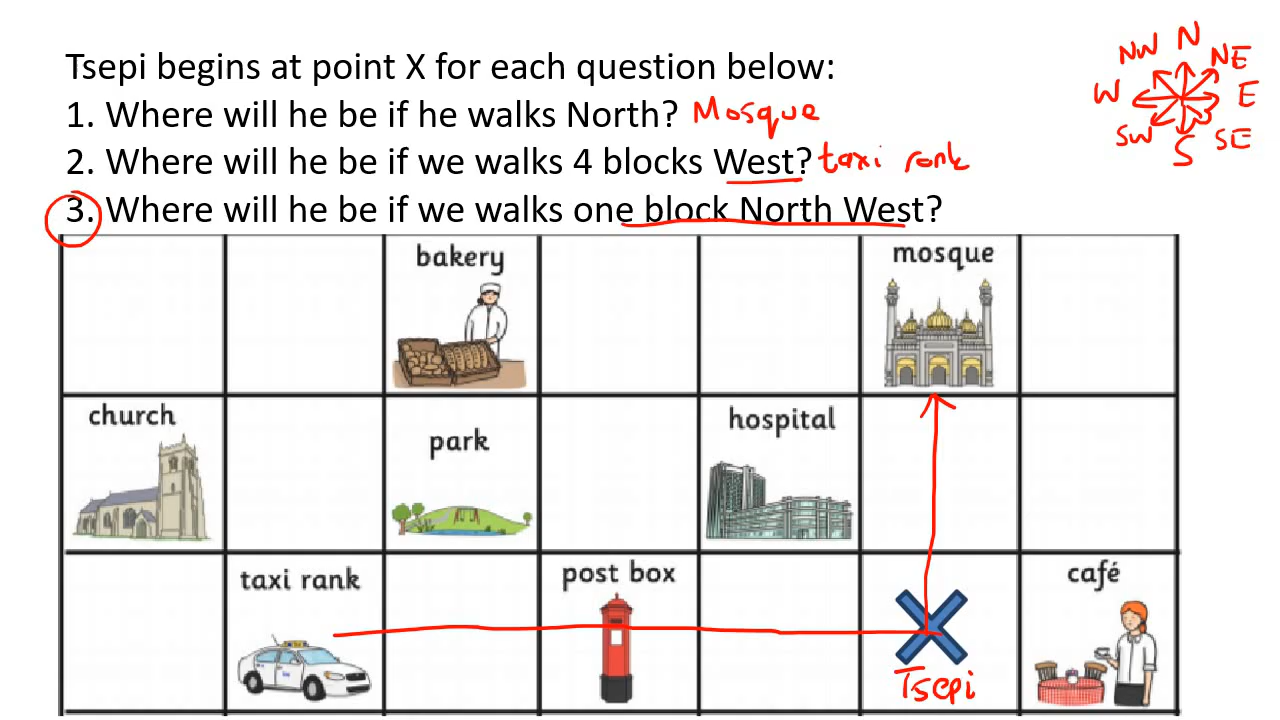 Tsepi begins at point X for each question below:
1. Where will he be if he walks North? Mosque
2. Where will he be if we walks 4 blocks West? taxi rank
3. Where will he be if we walks one block North West?
N
NW NE
W E
SW SE
S
bakery mosque
church park hospital
taxi rank post box café
Tsepi